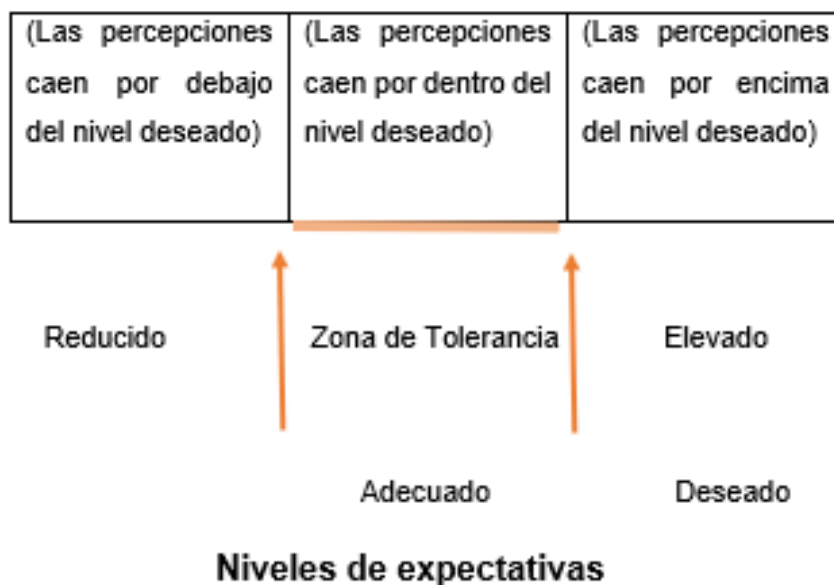 (Las percepciones
caen por debajo
del nivel deseado)
(Las percepciones
caen por dentro del
nivel deseado)
(Las percepciones
caen por encima
del nivel deseado)
Reducido
Zona de Tolerancia
Elevado
Adecuado
Deseado
Niveles de expectativas